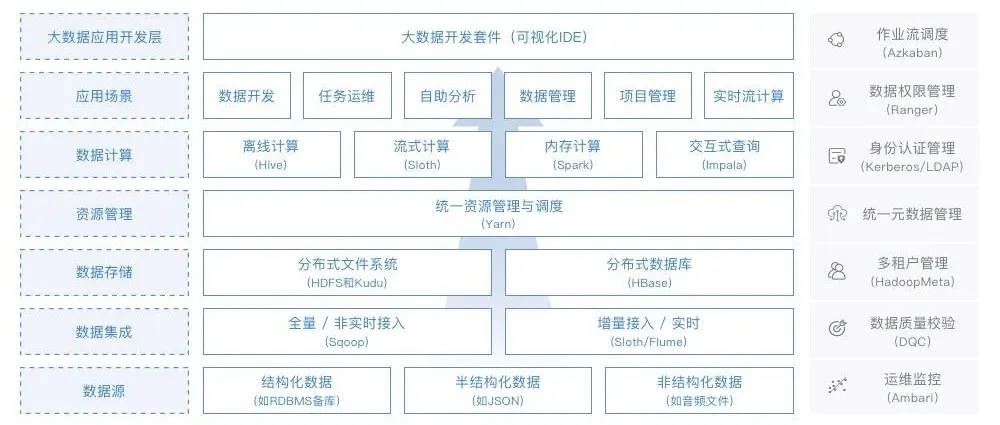 大数据应用开发层
大数据开发套件（可视化IDE）
应用场景
数据开发
任务运维
自助分析
数据管理
项目管理
实时流计算
数据计算
离线计算
(Hive)
流式计算
(Sloth)
内存计算
(Spark)
交互式查询
(Impala)
资源管理
统一资源管理与调度
(Yarn)
数据存储
分布式文件系统
(HDFS和Kudu)
分布式数据库
(HBase)
数据集成
全量 / 非实时接入
(Sqoop)
增量接入 / 实时
(Sloth/Flume)
数据源
结构化数据
(如RDBMS备库)
半结构化数据
(如JSON)
非结构化数据
(如音频文件)
作业流调度
(Azkaban)
数据权限管理
(Ranger)
身份认证管理
(Kerberos/LDAP)
统一元数据管理
多租户管理
(HadoopMeta)
数据质量校验
(DQC)
运维监控
(Ambari)